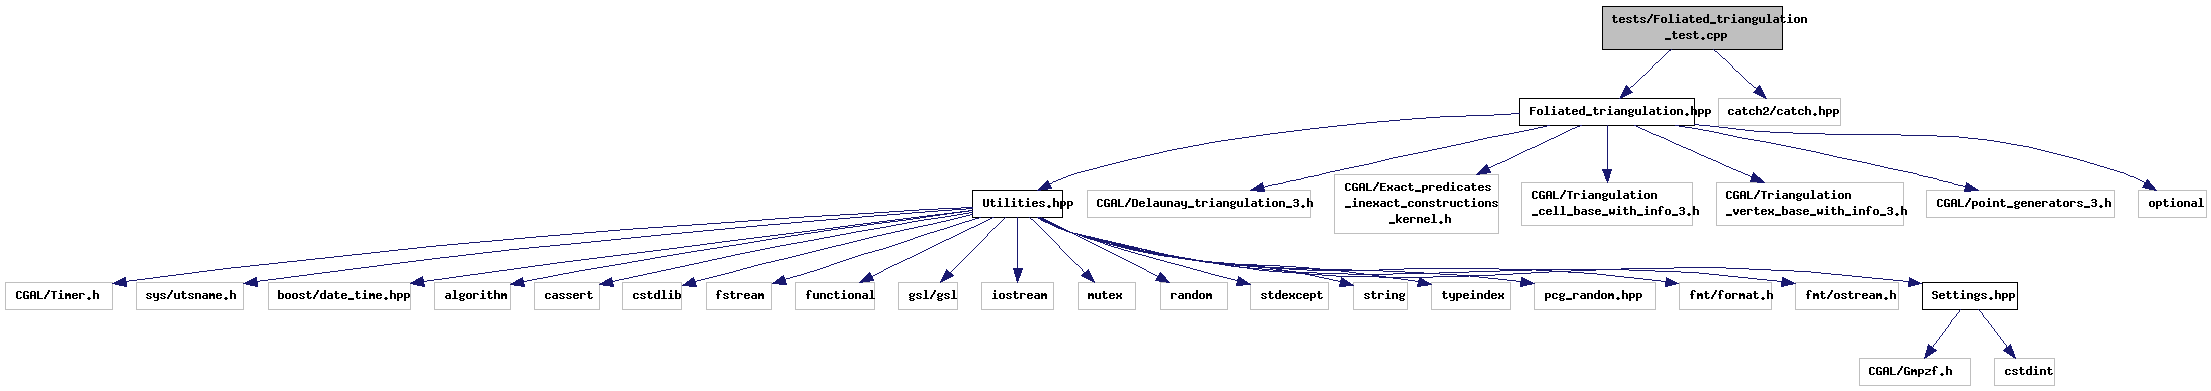 tests/Foliated_triangulation
_test.cpp
Foliated_triangulation.hpp
catch2/catch.hpp
Utilities.hpp
CGAL/Delaunay_triangulation_3.h
CGAL/Exact_predicates
_inexact_constructions
_kernel.h
CGAL/Triangulation
_cell_base_with_info_3.h
CGAL/Triangulation
_vertex_base_with_info_3.h
CGAL/point_generators_3.h
optional
CGAL/Timer.h
sys/utsname.h
boost/date_time.hpp
algorithm
cassert
cstdlib
fstream
functional
gsl/gsl
iostream
mutex
random
stdexcept
string
typeindex
pcg_random.hpp
fmt/format.h
fmt/ostream.h
Settings.hpp
CGAL/Gmpzf.h
cstdint